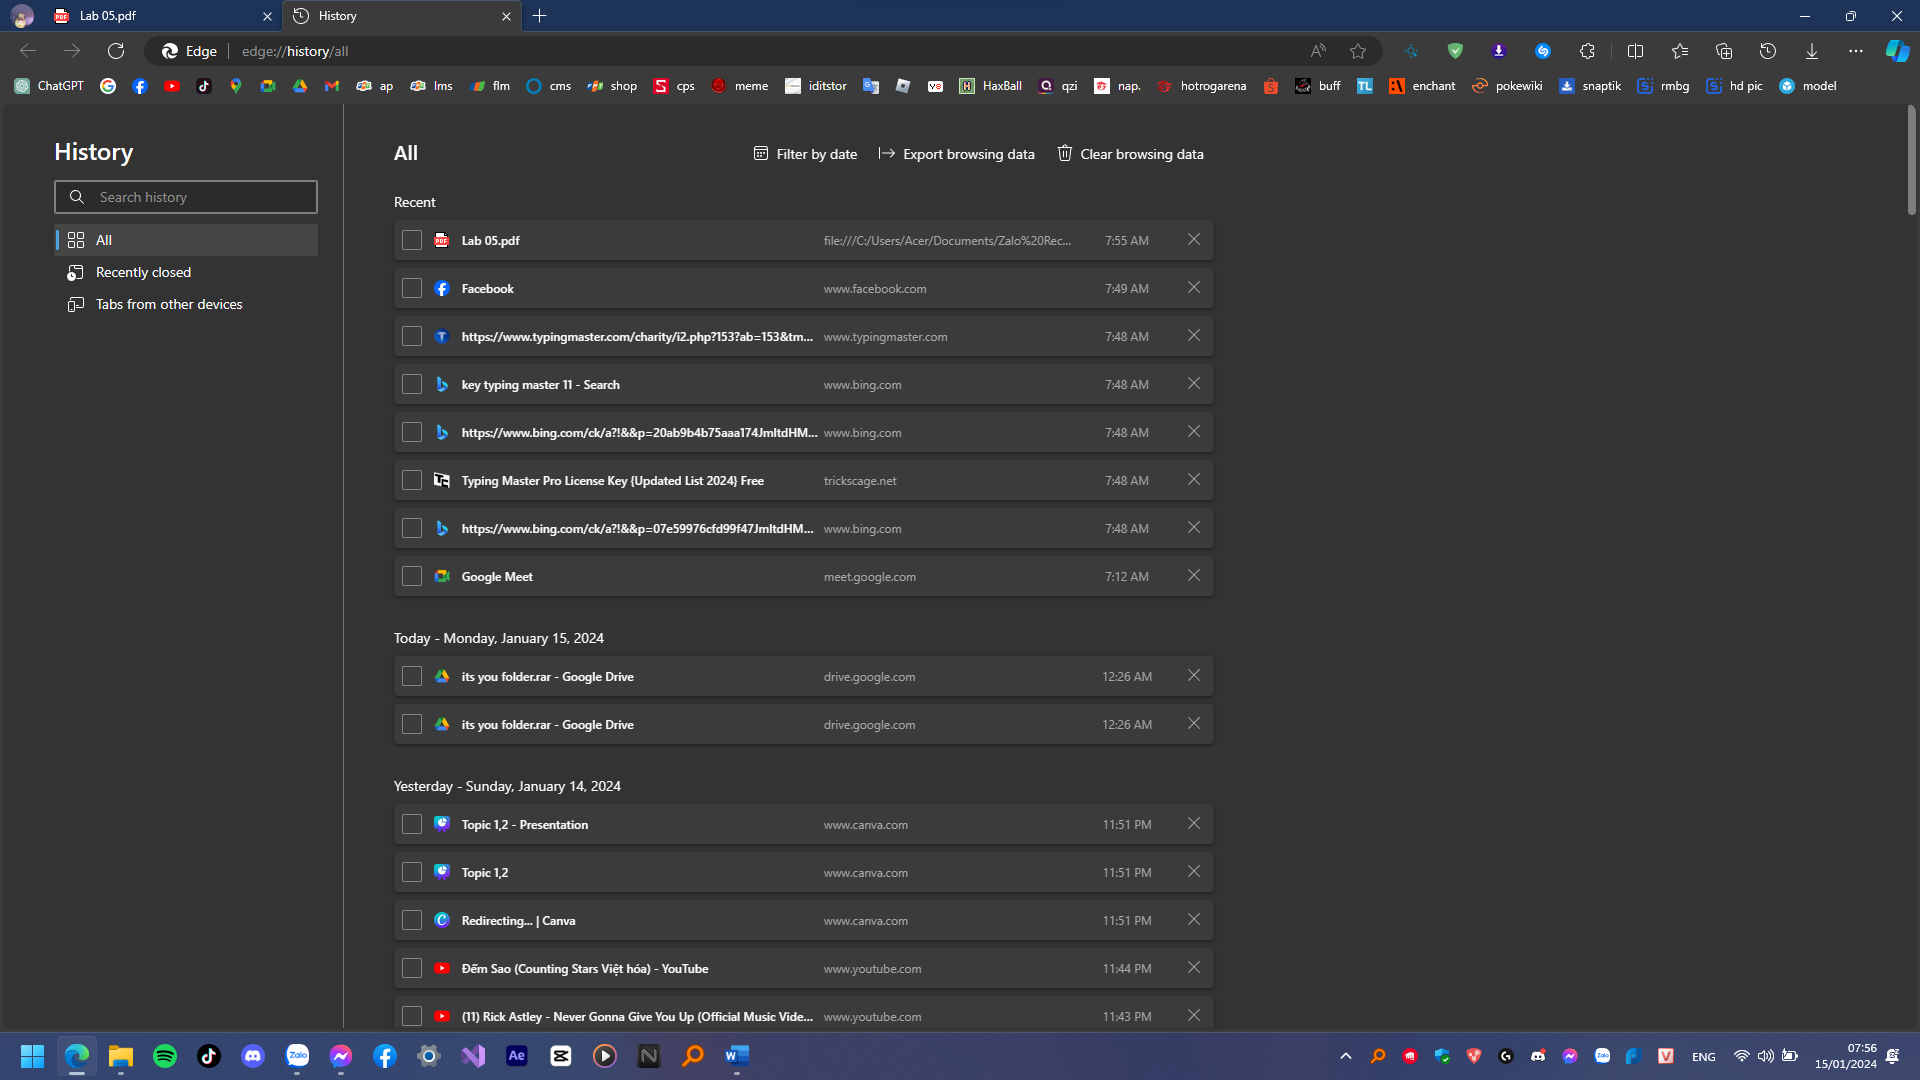 Lab 05.pdf
History
Edge
edge://history/all
ChatGPT
ap
lms
flm
cms
shop
cps
meme
iditstor
HaxBall
qzi
nap.
hotrogarena
buff
TL
enchant
pokewiki
snaptik
rmbg
hd pic
model
History
Search history
All
Recently closed
Tabs from other devices
All
Filter by date
Export browsing data
Clear browsing data
Recent
Lab 05.pdf file:///C:/Users/Acer/Documents/Zalo%20Rec... 7:55 AM
Facebook www.facebook.com 7:49 AM
https://www.typingmaster.com/charity/i2.php?153?ab=153&tm... www.typingmaster.com 7:48 AM
key typing master 11 - Search www.bing.com 7:48 AM
https://www.bing.com/ck/a?!&&p=20ab9b4b75aaa174JmltdHM... www.bing.com 7:48 AM
Typing Master Pro License Key {Updated List 2024} Free trickscage.net 7:48 AM
https://www.bing.com/ck/a?!&&p=07e59976cfd99f47JmltdHM... www.bing.com 7:48 AM
Google Meet meet.google.com 7:12 AM
Today - Monday, January 15, 2024
its you folder.rar - Google Drive drive.google.com 12:26 AM
its you folder.rar - Google Drive drive.google.com 12:26 AM
Yesterday - Sunday, January 14, 2024
Topic 1,2 - Presentation www.canva.com 11:51 PM
Topic 1,2 www.canva.com 11:51 PM
Redirecting... | Canva www.canva.com 11:51 PM
Đếm Sao (Counting Stars Việt hóa) - YouTube www.youtube.com 11:44 PM
(11) Rick Astley - Never Gonna Give You Up (Official Music Vide... www.youtube.com 11:43 PM
ENG
07:56
15/01/2024